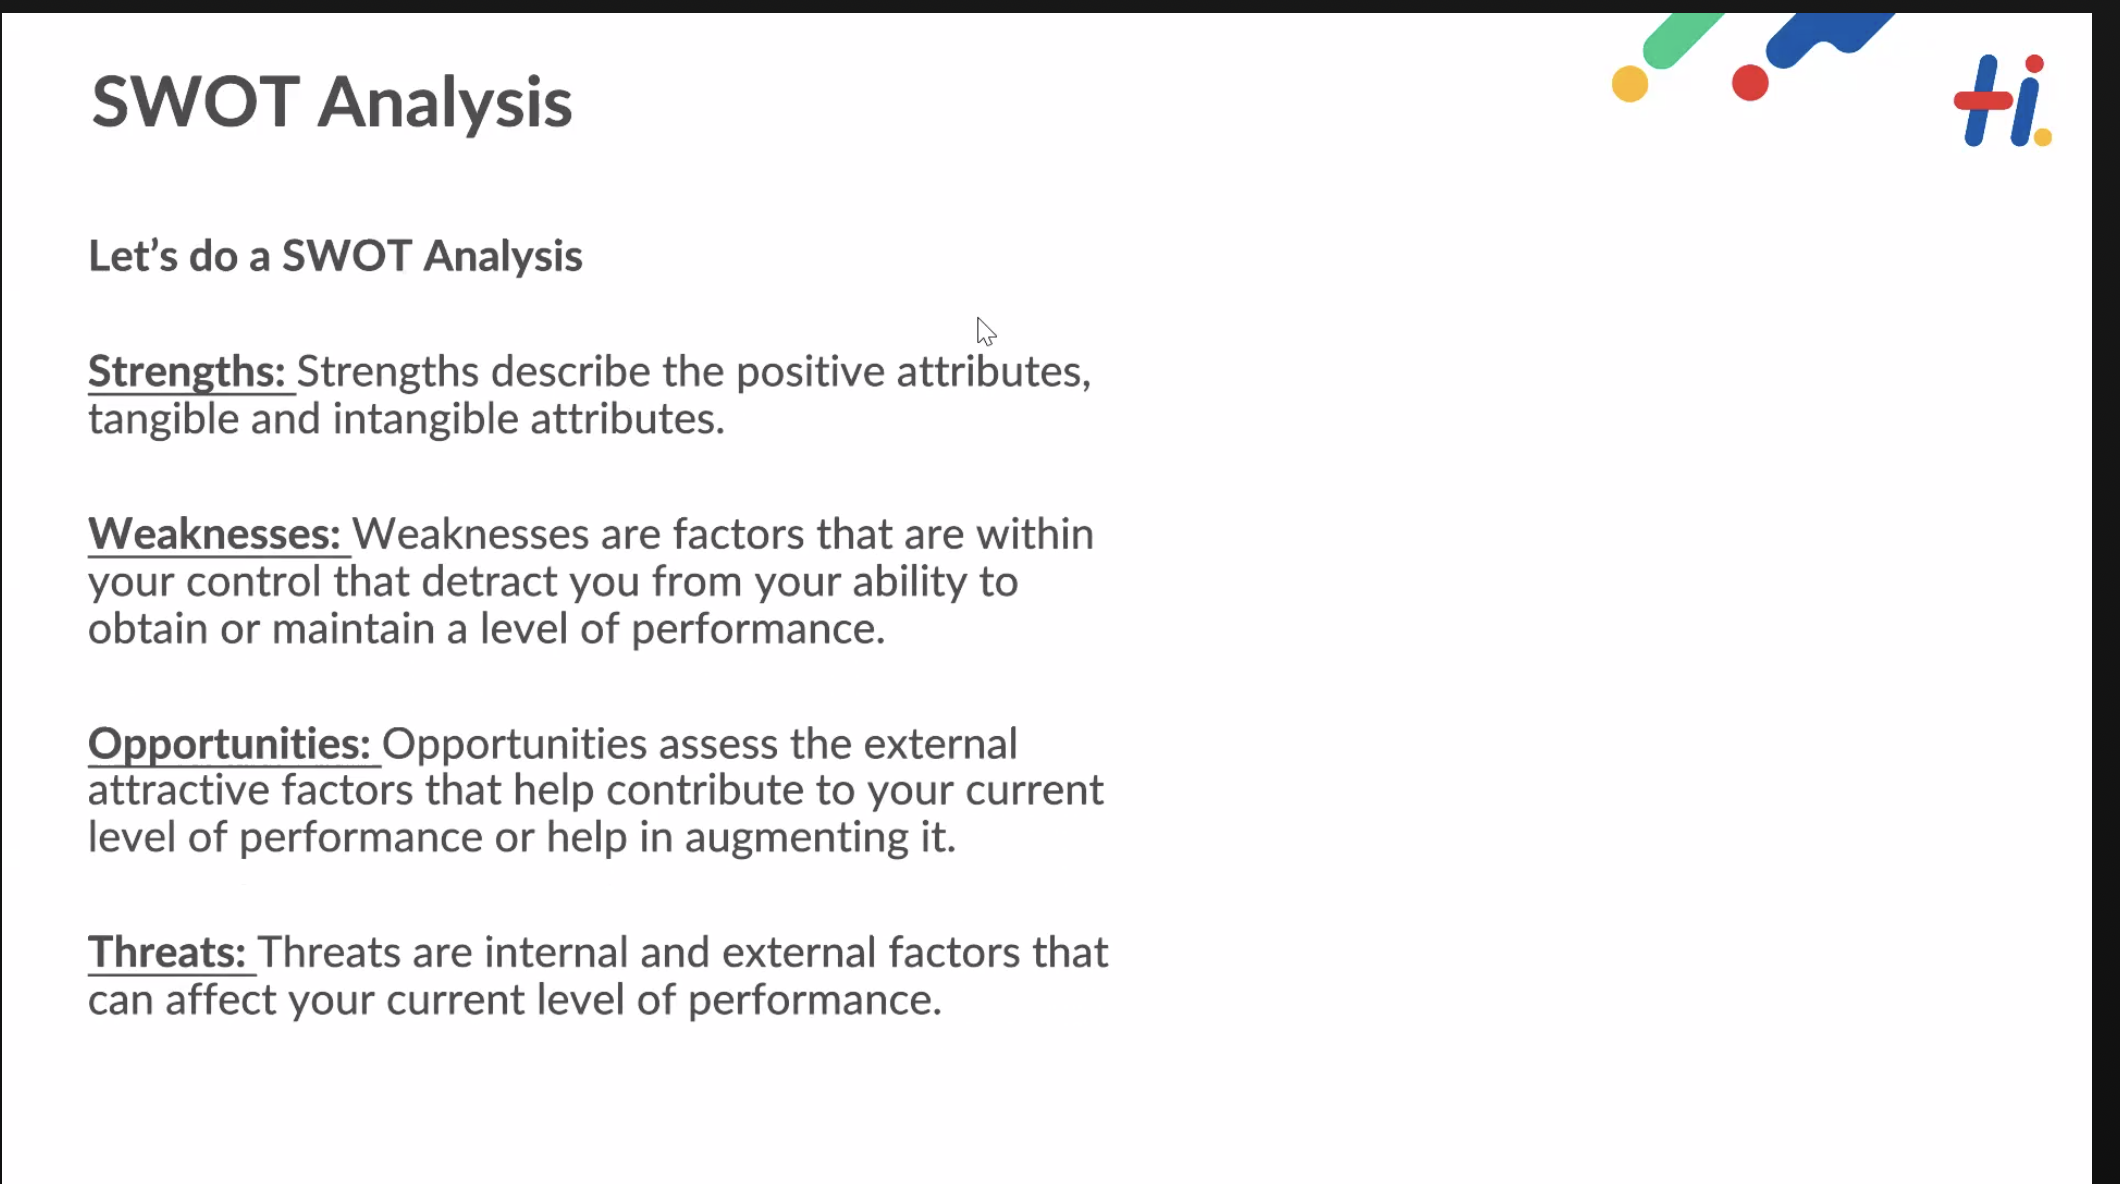 SWOT Analysis
Hi.
Let’s do a SWOT Analysis
Strengths: Strengths describe the positive attributes,
tangible and intangible attributes.
Weaknesses: Weaknesses are factors that are within
your control that detract you from your ability to
obtain or maintain a level of performance.
Opportunities: Opportunities assess the external
attractive factors that help contribute to your current
level of performance or help in augmenting it.
Threats: Threats are internal and external factors that
can affect your current level of performance.